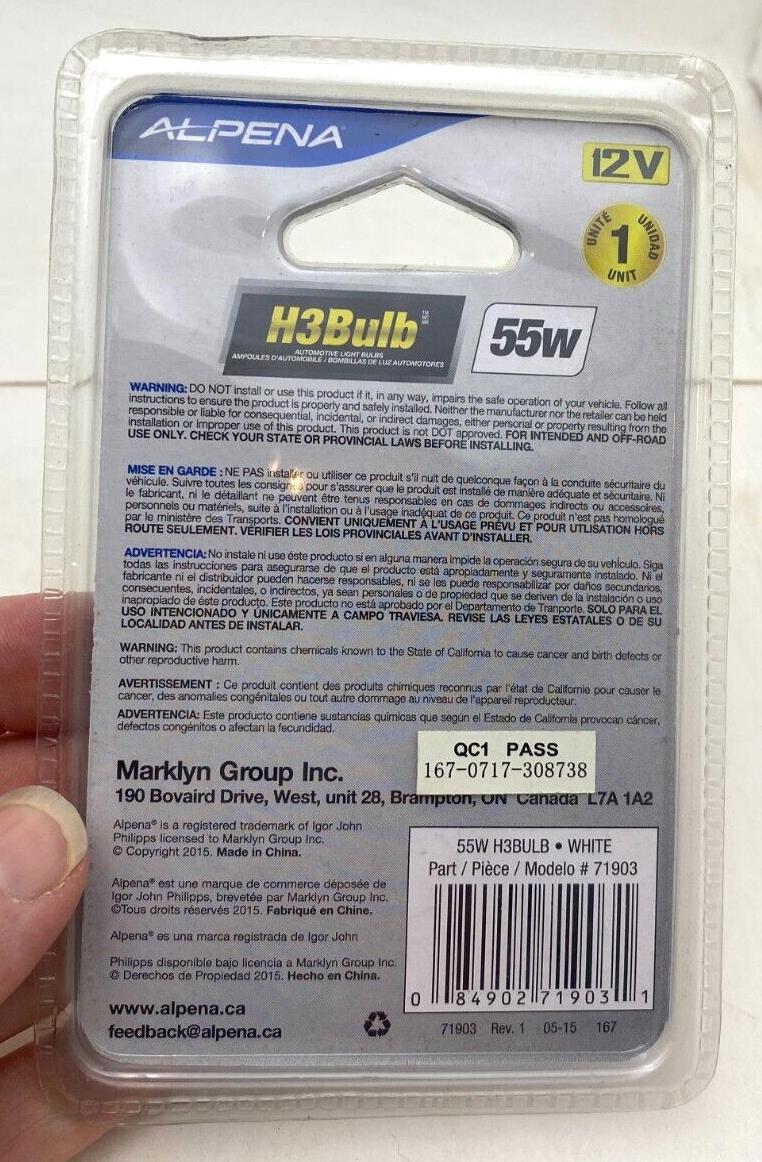 ALPENA
12V
UNITÉ UNIDAD
1
UNIT
H3Bulb
55W
AUTOMOTIVE LIGHT BULBS
AMPOULES D'AUTOMOBILE / BOMBILLAS DE LUZ AUTOMOTORES
WARNING: DO NOT install or use this product if it, in any way, impairs the safe operation of your vehicle. Follow all
instructions to ensure the product is properly and safely installed. Neither the manufacturer nor the retailer can be held
responsible or liable for consequential, incidental, or indirect damages, either personal or property resulting from the
installation or improper use of this product. This product is not DOT approved. FOR INTENDED AND OFF-ROAD
USE ONLY. CHECK YOUR STATE OR PROVINCIAL LAWS BEFORE INSTALLING.
MISE EN GARDE : NE PAS installer ou utiliser ce produit s'il nuit de quelconque façon à la conduite sécuritaire du
véhicule. Suivre toutes les consignes pour s'assurer que le produit est installé de manière adéquate et sécuritaire. Ni
le fabricant, ni le détaillant ne peuvent être tenus responsables en cas de dommages indirects ou accessoires,
personnels ou matériels, suite à l'installation ou à l'usage inadéquat de ce produit. Ce produit n'est pas homologué
par le ministère des Transports. CONVIENT UNIQUEMENT À L'USAGE PRÉVU ET POUR UTLISATION HORS
ROUTE SEULEMENT. VÉRIFIER LES LOIS PROVINCIALES AVANT D'INSTALLER.
ADVERTENCIA: No instale ni use éste producto si en alguna manera impide la operación segura de su vehículo. Siga
todas las instrucciones para asegurarse de que el producto está apropiadamente y seguramente instalado. Ni el
fabricante ni el distribuidor pueden hacerse responsables, ni se les puede responsabilizar por daños secundarios,
consecuentes, incidentales, o indirectos, ya sean personales o de propiedad que se deriven de la instalación o uso
inapropiado de éste producto. Este producto no está aprobado por el Departamento de Tranporte. SOLO PARA EL
USO INTENCIONADO Y ÚNICAMENTE A CAMPO TRAVIESA. REVISE LAS LEYES ESTATALES O DE SU
LOCALIDAD ANTES DE INSTALAR.
WARNING: This product contains chemicals known to the State of California to cause cancer and birth defects or
other reproductive harm.
AVERTISSEMENT : Ce produit contient des produits chimiques reconnus par l'état de Californie pour causer le
cancer, des anomalies congénitales ou tout autre dommage au niveau de l'appareil reproducteur.
ADVERTENCIA: Este producto contiene sustancias químicas que según el Estado de California provocan cáncer,
defectos congénitos o afectan la fecundidad.
QC1 PASS
167-0717-308738
Marklyn Group Inc.
190 Bovaird Drive, West, unit 28, Brampton, ON Canada L7A 1A2
Alpena® is a registered trademark of Igor John
Philipps licensed to Marklyn Group Inc.
© Copyright 2015. Made in China.
Alpena® est une marque de commerce déposée de
Igor John Philipps, brevetée par Marklyn Group Inc.
©Tous droits réservés 2015. Fabriqué en Chine.
Alpena® es una marca registrada de Igor John
Philipps disponible bajo licencia a Marklyn Group Inc.
© Derechos de Propiedad 2015. Hecho en China.
www.alpena.ca
feedback@alpena.ca
55W H3BULB • WHITE
Part / Pièce / Modelo # 71903
0 84902 71903 1
71903 Rev. 1 05-15 167